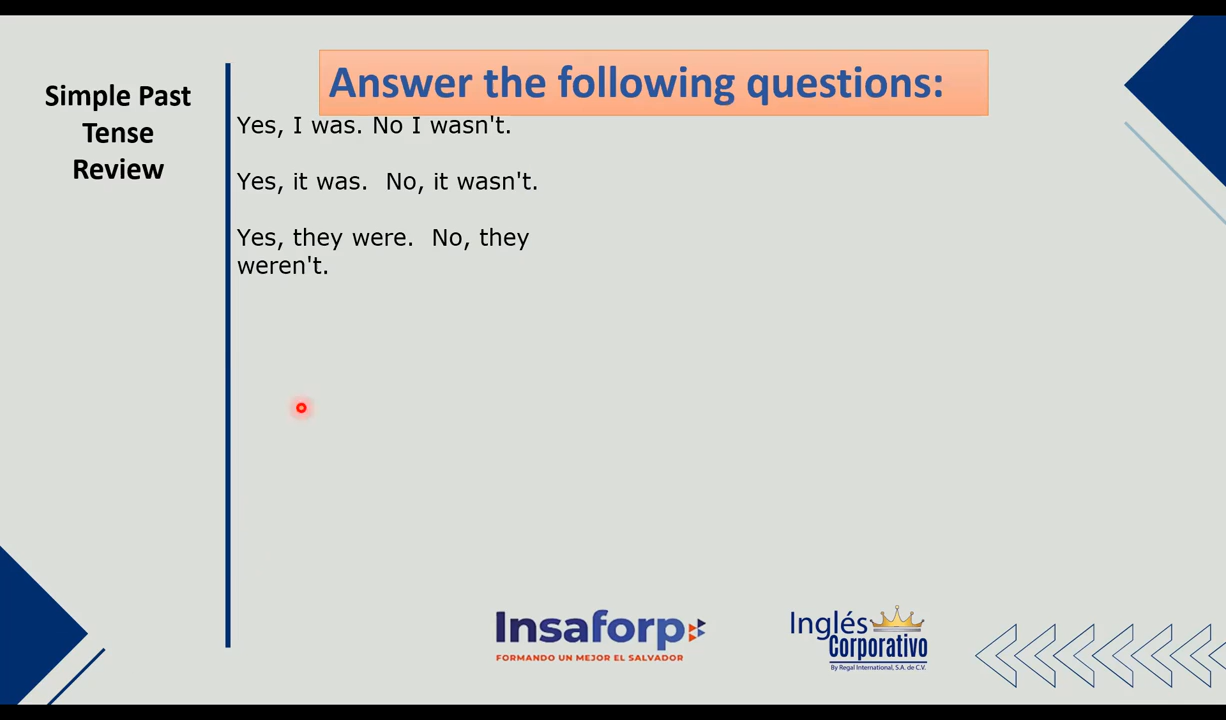 Simple Past
Tense
Review
Answer the following questions:
Yes, I was. No I wasn't.
Yes, it was.  No, it wasn't.
Yes, they were.  No, they
weren't.
Insaforp
FORMANDO UN MEJOR EL SALVADOR
Inglés
Corporativo
By Regal International, S.A. de C.V.